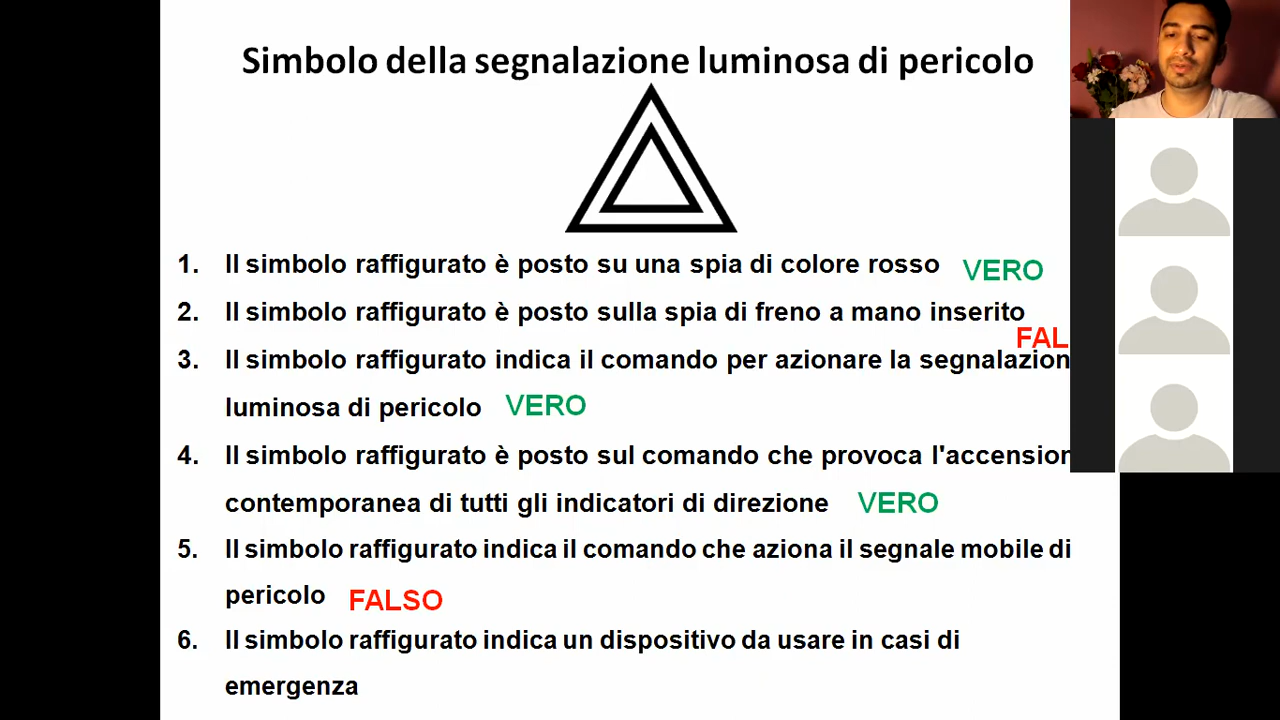 Simbolo della segnalazione luminosa di pericolo
1. Il simbolo raffigurato è posto su una spia di colore rosso VERO
2. Il simbolo raffigurato è posto sulla spia di freno a mano inserito
FAL
3. Il simbolo raffigurato indica il comando per azionare la segnalazion
luminosa di pericolo VERO
4. Il simbolo raffigurato è posto sul comando che provoca l'accension
contemporanea di tutti gli indicatori di direzione VERO
5. Il simbolo raffigurato indica il comando che aziona il segnale mobile di
pericolo FALSO
6. Il simbolo raffigurato indica un dispositivo da usare in casi di
emergenza